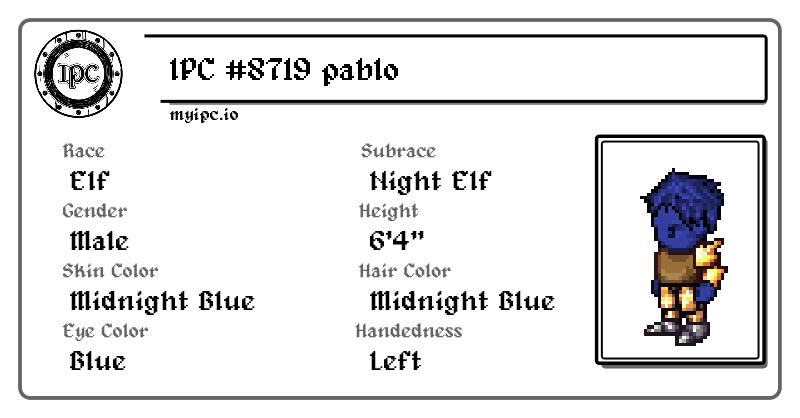 IPC
IPC #8719 pablo
myipc.io
Race
Elf
Subrace
Night Elf
Gender
Male
Height
6'4"
Skin Color
Midnight Blue
Hair Color
Midnight Blue
Eye Color
Blue
Handedness
Left